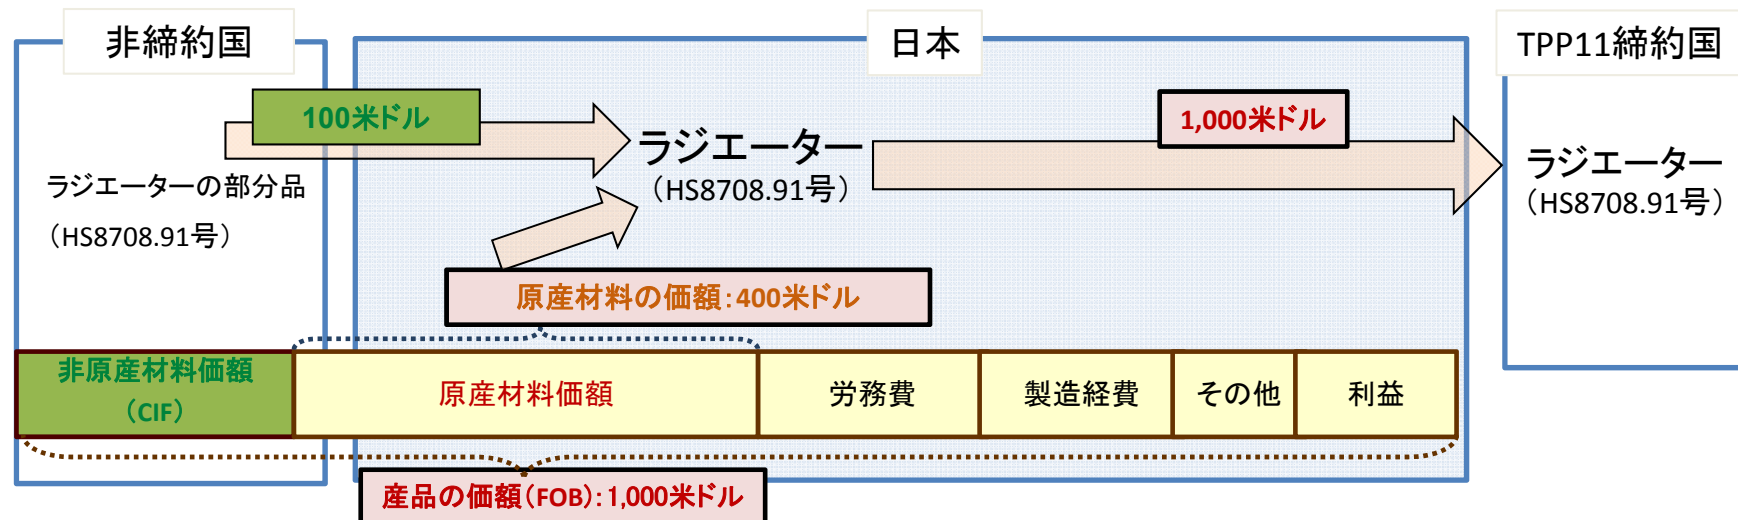 非締約国
日本
TPP11締約国
100米ドル
1,000米ドル
ラジエーターの部分品
（HS8708.91号）
ラジエーター
（HS8708.91号）
ラジエーター
（HS8708.91号）
原産材料の価額：400米ドル
非原産材料価額
（CIF）
原産材料価額
労務費
製造経費
その他
利益
産品の価額（FOB）：1,000米ドル